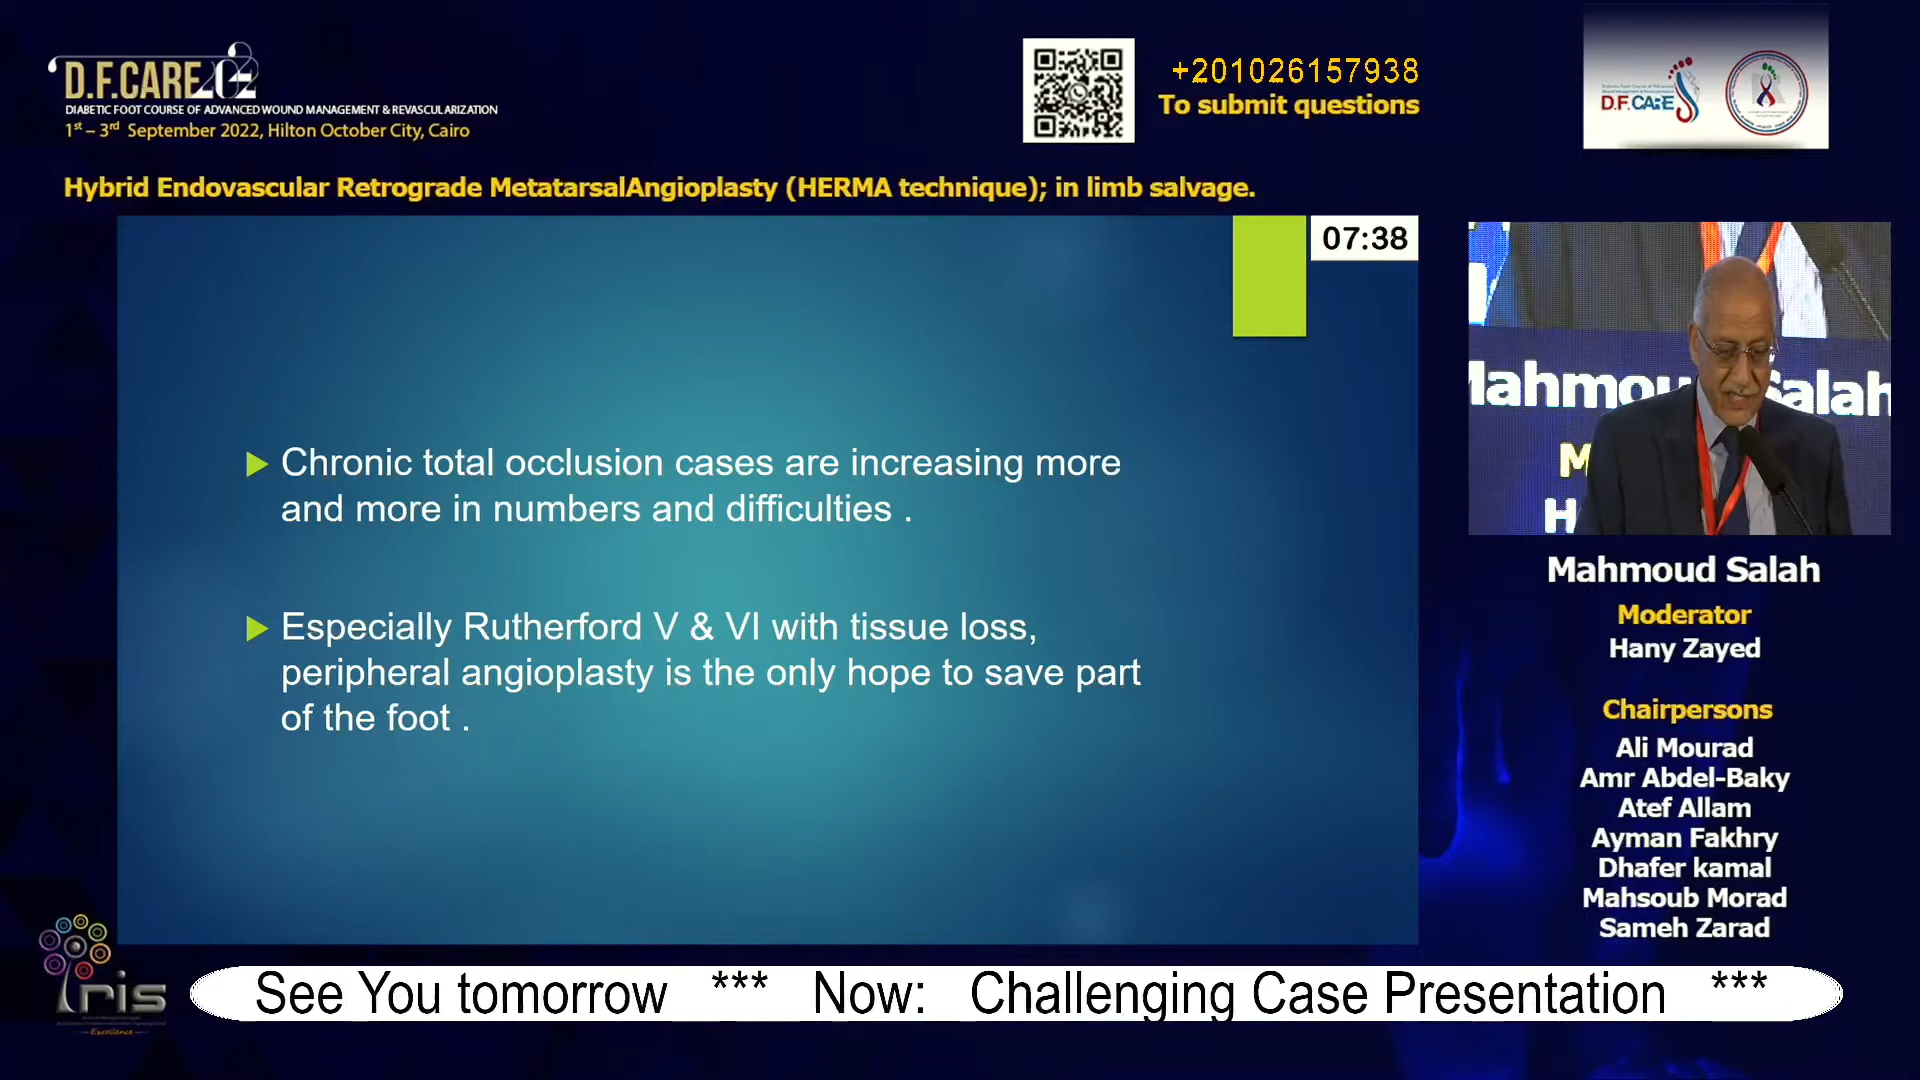 D.F.CARE
DIABETIC FOOT COURSE OF ADVANCED WOUND MANAGEMENT & REVASCULARIZATION
1st – 3rd September 2022, Hilton October City, Cairo
+201026157938
To submit questions
D.F.CARE
Hybrid Endovascular Retrograde MetatarsalAngioplasty (HERMA technique); in limb salvage.
07:38
Chronic total occlusion cases are increasing more
and more in numbers and difficulties .
Especially Rutherford V & VI with tissue loss,
peripheral angioplasty is the only hope to save part
of the foot .
Mahmoud Salah
Moderator
Hany Zayed
Chairpersons
Ali Mourad
Amr Abdel-Baky
Atef Allam
Ayman Fakhry
Dhafer kamal
Mahsoub Morad
Sameh Zarad
Iris
Excellence
See You tomorrow *** Now: Challenging Case Presentation ***